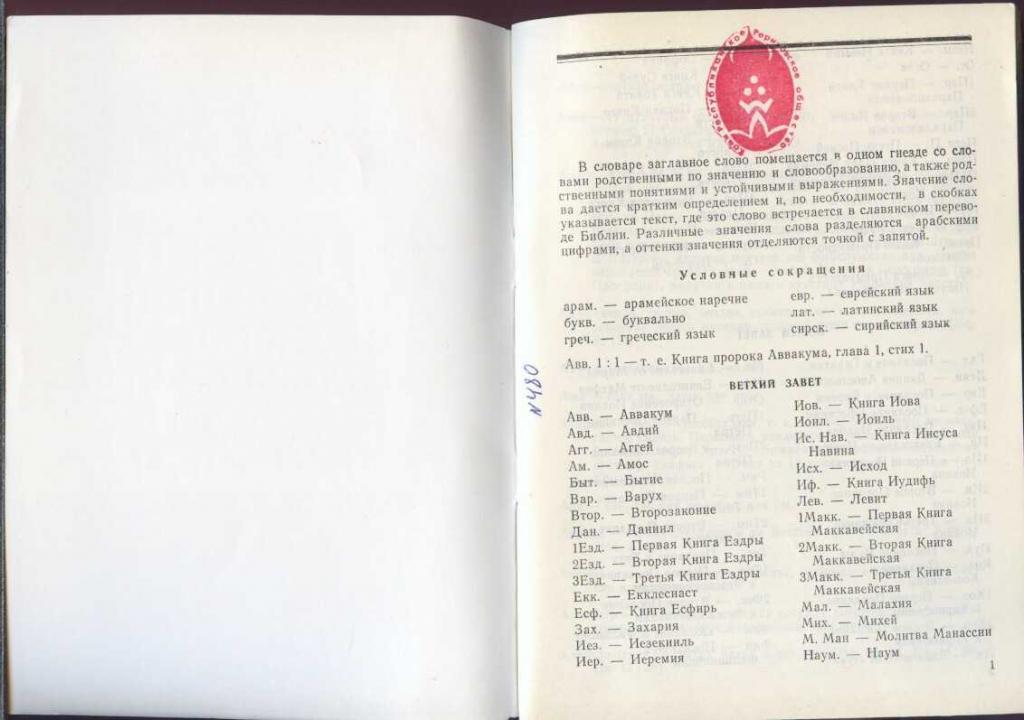 Коми Республиканское Рериховское общество
В словаре заглавное слово помещается в одном гнезде со сло-
вами родственными по значению и словообразованию, а также род-
ственными понятиями и устойчивыми выражениями. Значение сло-
ва дается кратким определением и, по необходимости, в скобках
указывается текст, где это слово встречается в славянском перево-
де Библии. Различные значения слова разделяются арабскими
цифрами, а оттенки значения отделяются точкой с запятой.
Условные сокращения
арам. — арамейское наречие
букв. — буквально
греч. — греческий язык
евр. — еврейский язык
лат. — латинский язык
сирск. — сирийский язык
Авв. 1 : 1 — т. е. Книга пророка Аввакума, глава 1, стих 1.
ВЕТХИЙ ЗАВЕТ
Авв. — Аввакум
Авд. — Авдий
Агг. — Аггей
Ам. — Амос
Быт. — Бытие
Вар. — Варух
Втор. — Второзаконие
Дан. — Даниил
1Езд. — Первая Книга Ездры
2Езд. — Вторая Книга Ездры
3Езд. — Третья Книга Ездры
Екк. — Екклесиаст
Есф. — Книга Есфирь
Зах. — Захария
Иез. — Иезекииль
Иер. — Иеремия
Иов. — Книга Иова
Иоил. — Иоиль
Ис. Нав. — Книга Иисуса
Навина
Исх. — Исход
Иф. — Книга Иудифь
Лев. — Левит
1Макк. — Первая Книга
Маккавейская
2Макк. — Вторая Книга
Маккавейская
3Макк. — Третья Книга
Маккавейская
Мал. — Малахия
Мих. — Михей
М. Ман — Молитва Манассии
Наум. — Наум
1
N 480